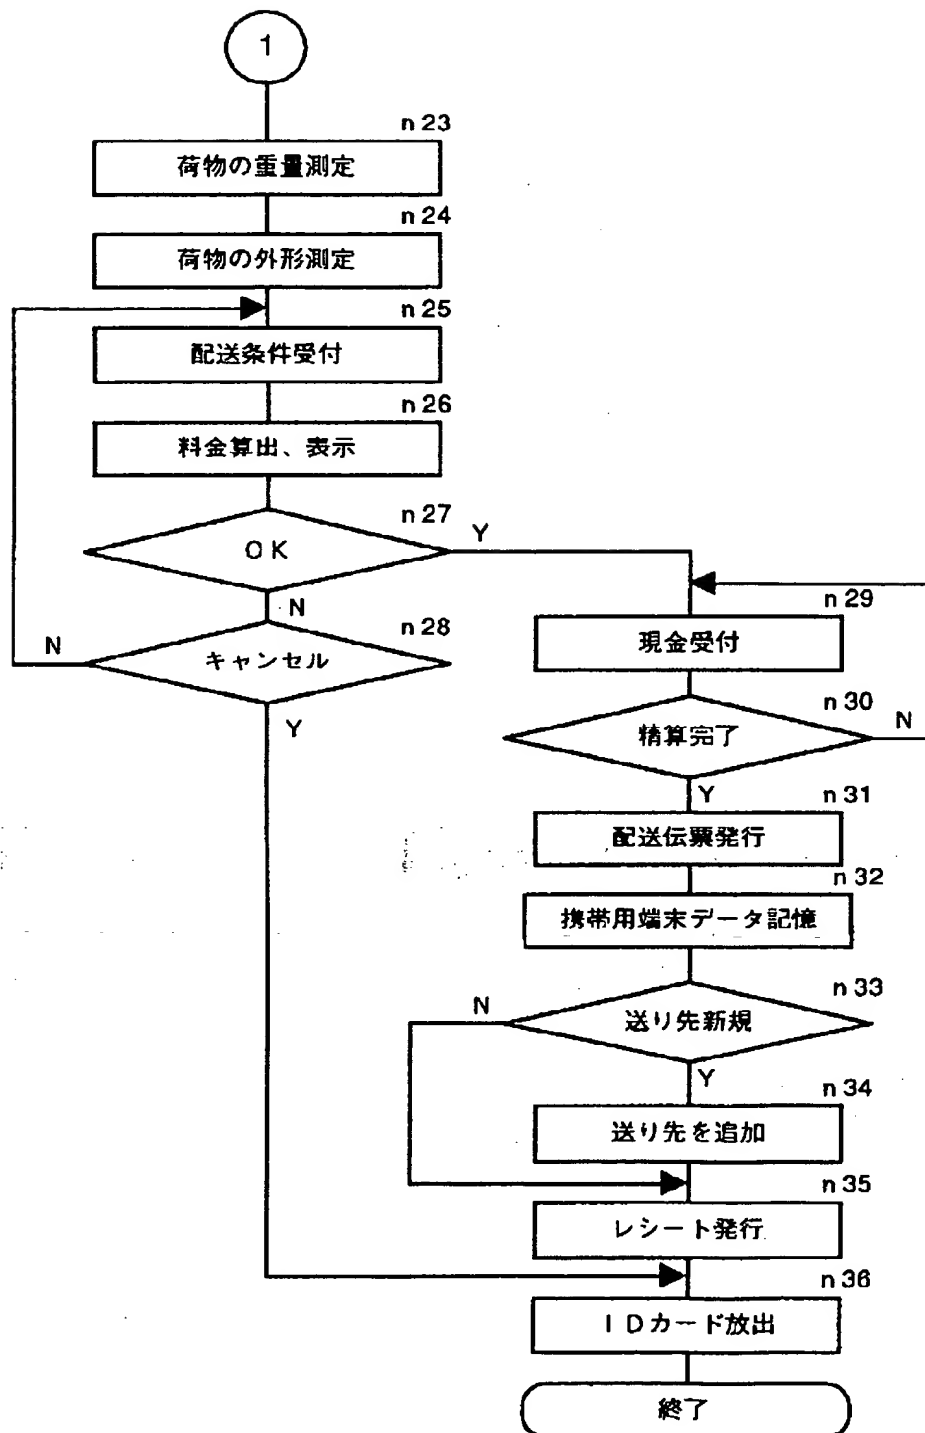 1
n23
荷物の重量測定
n24
荷物の外形測定
n25
配送条件受付
n26
料金算出、表示
n27
OK
Y
N
n28
キャンセル
N
Y
n29
現金受付
n30
精算完了
N
Y
n31
配送伝票発行
n32
携帯用端末データ記憶
n33
送り先新規
N
Y
n34
送り先を追加
n35
レシート発行
n36
IDカード放出
終了